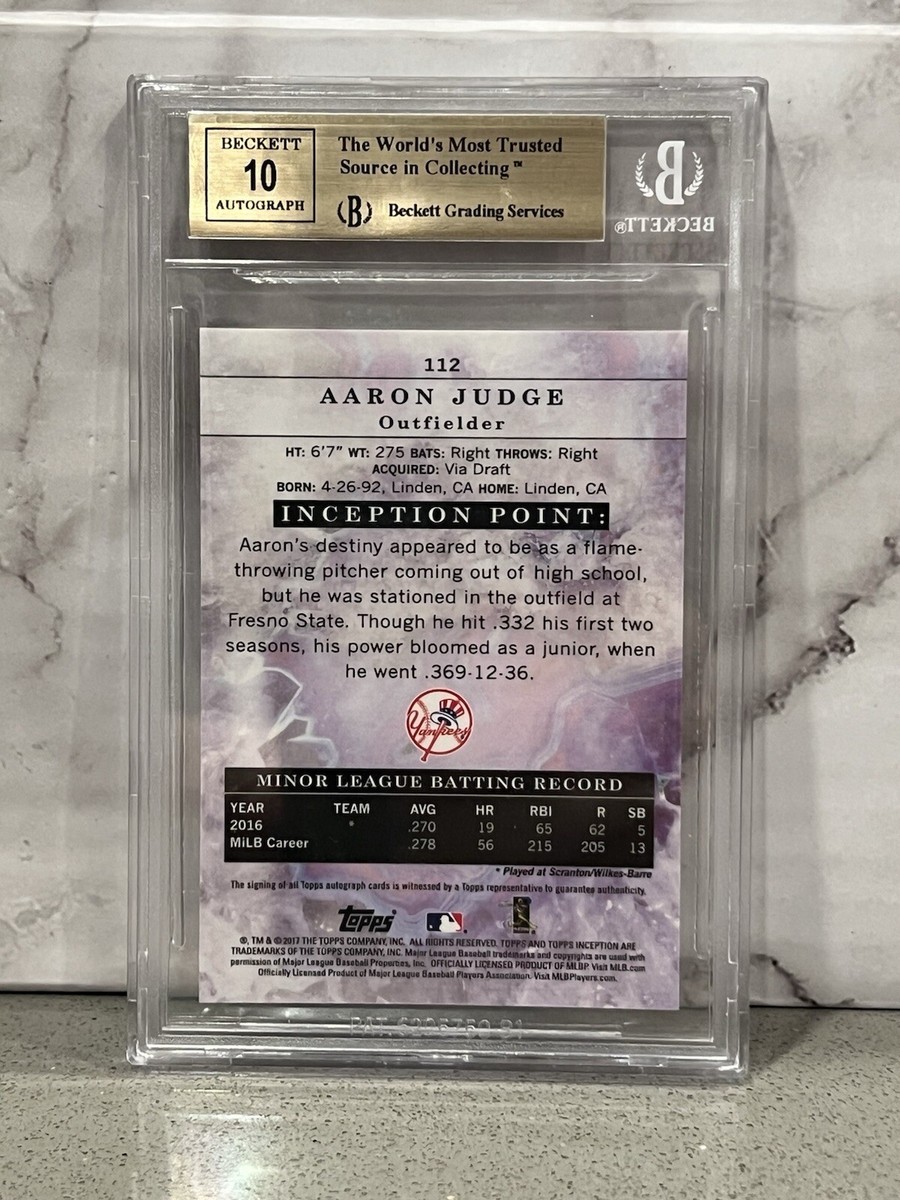 BECKETT
10
AUTOGRAPH
The World's Most Trusted
Source in Collecting™
(B) Beckett Grading Services
B
BECKETT®
112
AARON JUDGE
Outfielder
HT: 6'7" WT: 275 BATS: Right THROWS: Right
ACQUIRED: Via Draft
BORN: 4-26-92, Linden, CA HOME: Linden, CA
INCEPTION POINT:
Aaron's destiny appeared to be as a flame-
throwing pitcher coming out of high school,
but he was stationed in the outfield at
Fresno State. Though he hit .332 his first two
seasons, his power bloomed as a junior, when
he went .369-12-36.
Yankees
MINOR LEAGUE BATTING RECORD
YEAR TEAM AVG HR RBI R SB
2016 * .270 19 65 62 5
MiLB Career .278 56 215 205 13
* Played at Scranton/Wilkes-Barre
The signing of all Topps autograph cards is witnessed by a Topps representative to guarantee authenticity.
topps
®, TM & © 2017 THE TOPPS COMPANY, INC. ALL RIGHTS RESERVED. TOPPS AND TOPPS INCEPTION ARE
TRADEMARKS OF THE TOPPS COMPANY, INC. Major League Baseball trademarks and copyrights are used with
permission of Major League Baseball Properties, Inc. OFFICIALLY LICENSED PRODUCT OF MLBP Visit MLB.com
Officially Licensed Product of Major League Baseball Players Association. Visit MLBPlayers.com.